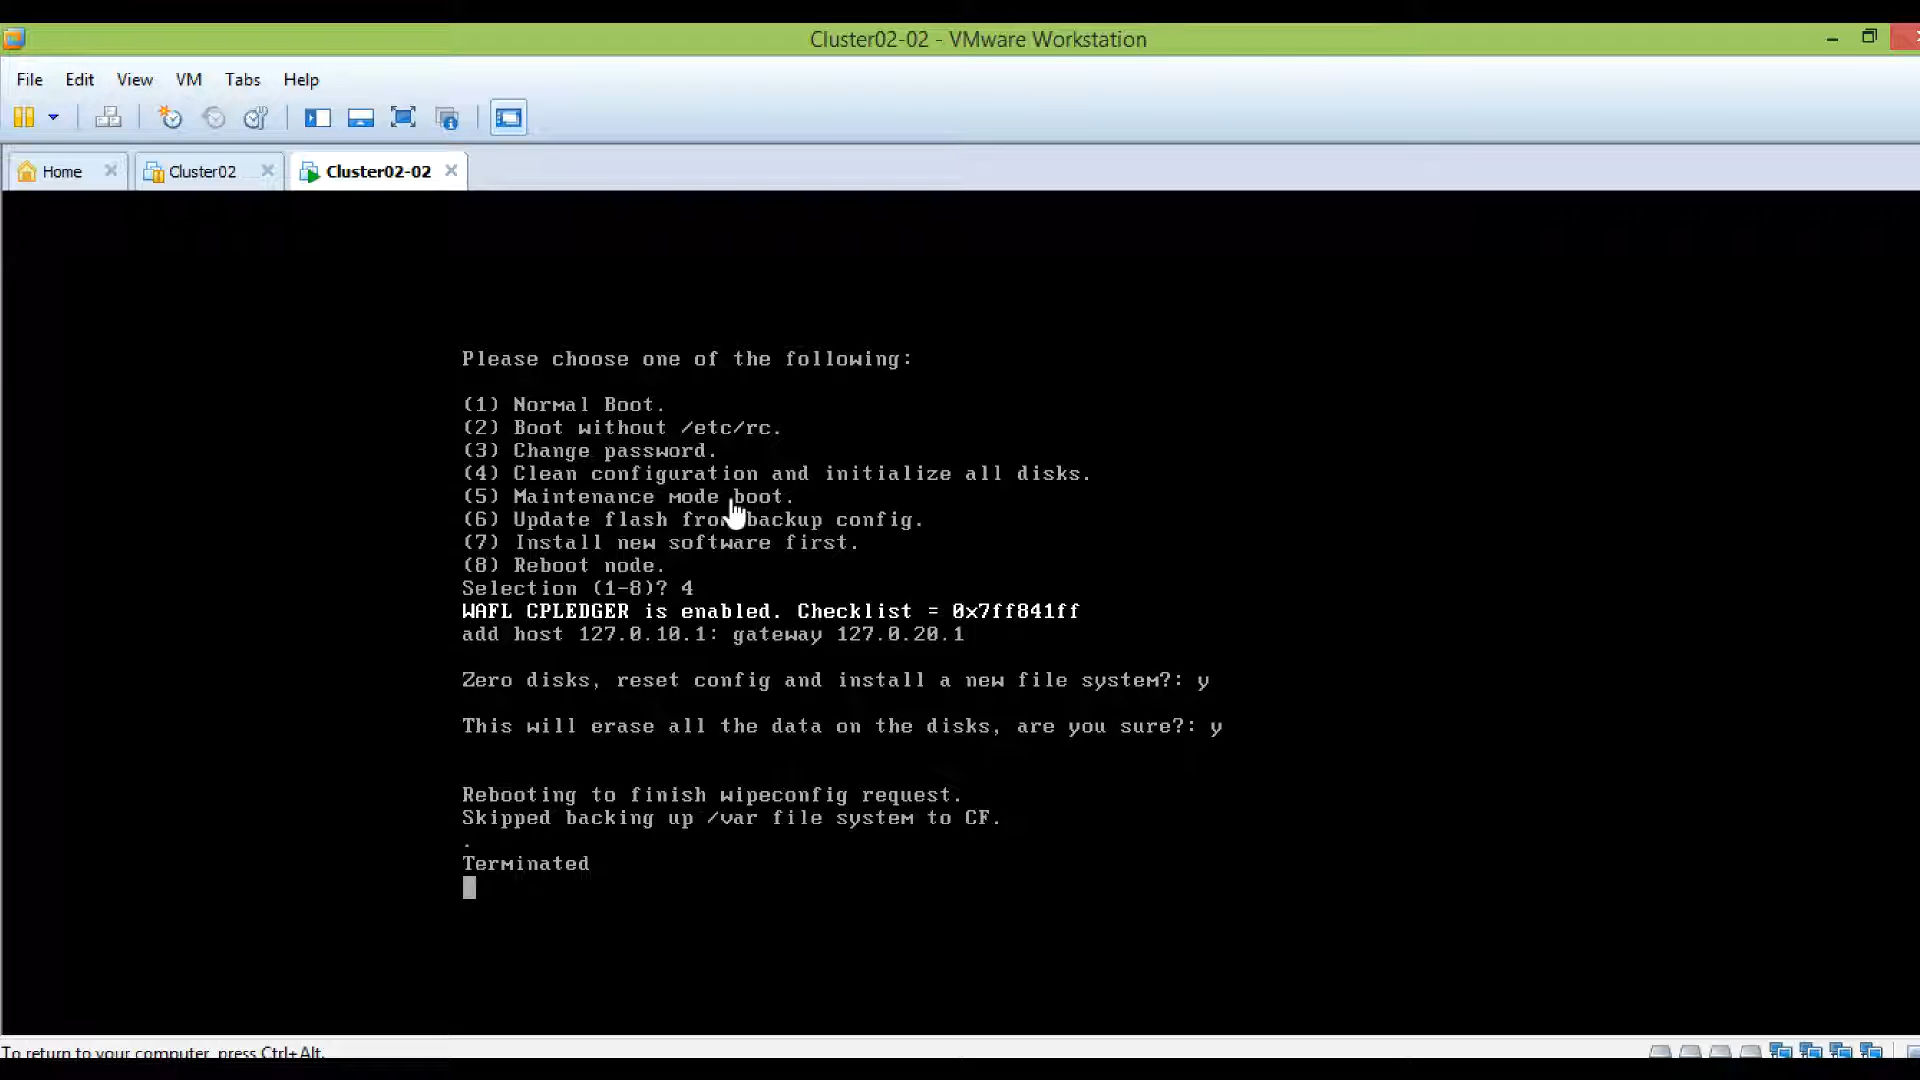 Cluster02-02 - VMware Workstation
File Edit View VM Tabs Help
Home Cluster02 Cluster02-02
Please choose one of the following:
(1) Normal Boot.
(2) Boot without /etc/rc.
(3) Change password.
(4) Clean configuration and initialize all disks.
(5) Maintenance mode boot.
(6) Update flash from backup config.
(7) Install new software first.
(8) Reboot node.
Selection (1-8)? 4
WAFL CPLEDGER is enabled. Checklist = 0x7ff841ff
add host 127.0.10.1: gateway 127.0.20.1
Zero disks, reset config and install a new file system?: y
This will erase all the data on the disks, are you sure?: y
Rebooting to finish wipeconfig request.
Skipped backing up /var file system to CF.
.
Terminated
To return to your computer, press Ctrl+Alt.